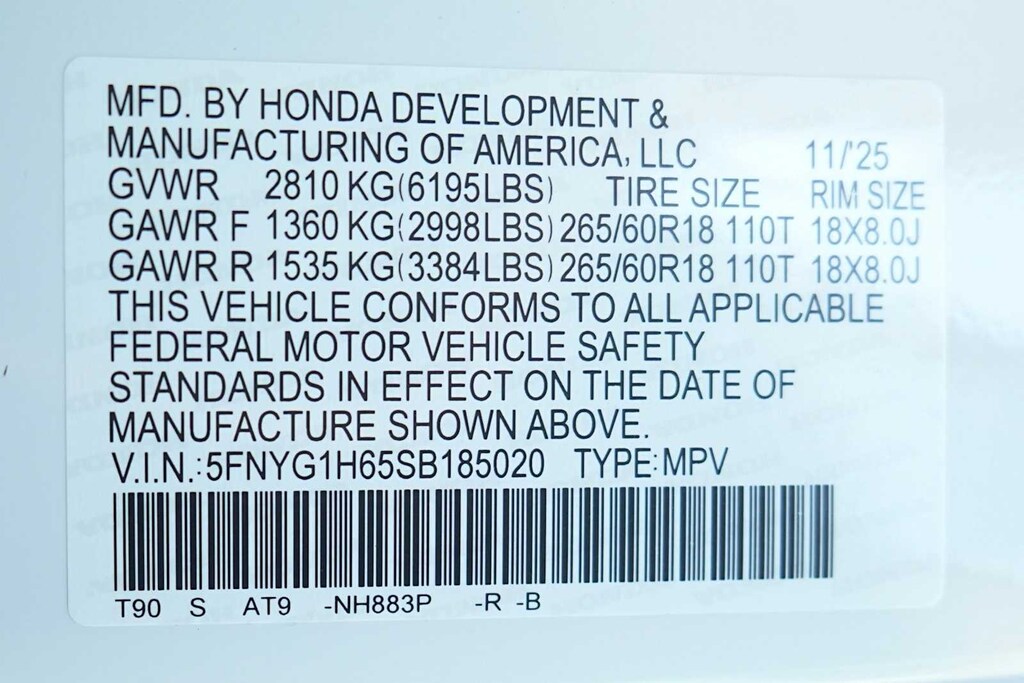 MFD. BY HONDA DEVELOPMENT &
MANUFACTURING OF AMERICA, LLC 11/'25
GVWR 2810 KG(6195LBS) TIRE SIZE RIM SIZE
GAWR F 1360 KG(2998LBS) 265/60R18 110T 18X8.0J
GAWR R 1535 KG(3384LBS) 265/60R18 110T 18X8.0J
THIS VEHICLE CONFORMS TO ALL APPLICABLE
FEDERAL MOTOR VEHICLE SAFETY
STANDARDS IN EFFECT ON THE DATE OF
MANUFACTURE SHOWN ABOVE.
V.I.N.:5FNYG1H65SB185020 TYPE:MPV
T90 S AT9 -NH883P -R -B